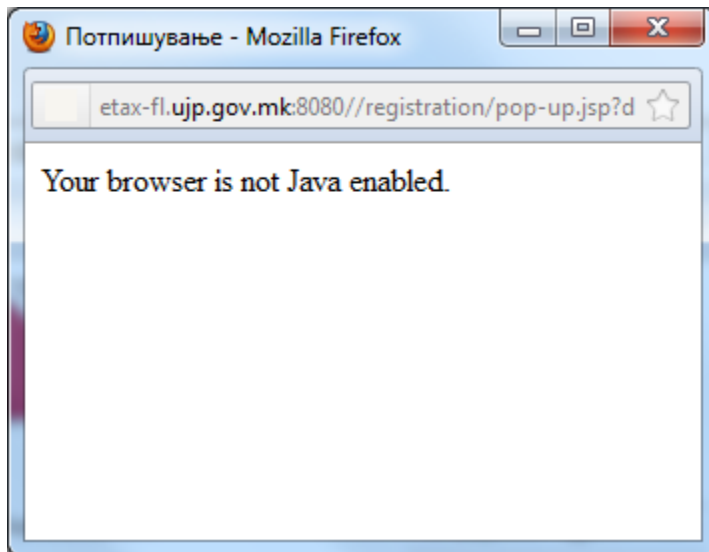 Потпишување - Mozilla Firefox
etax-fl.ujp.gov.mk:8080//registration/pop-up.jsp?d
Your browser is not Java enabled.